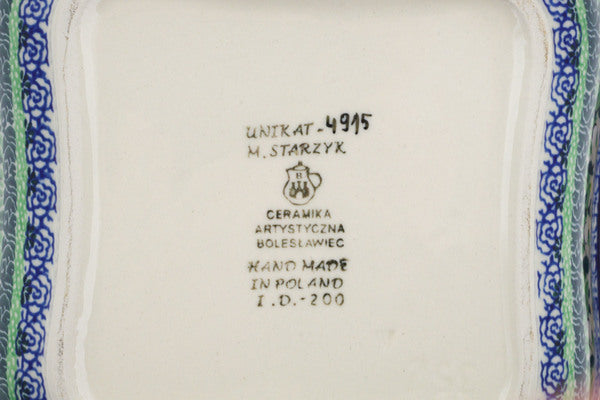 UNIKAT-4915
M. STARZYK
B
CERAMIKA
ARTYSTYCZNA
BOLESŁAWIEC
HAND MADE
IN POLAND
I.D.-200